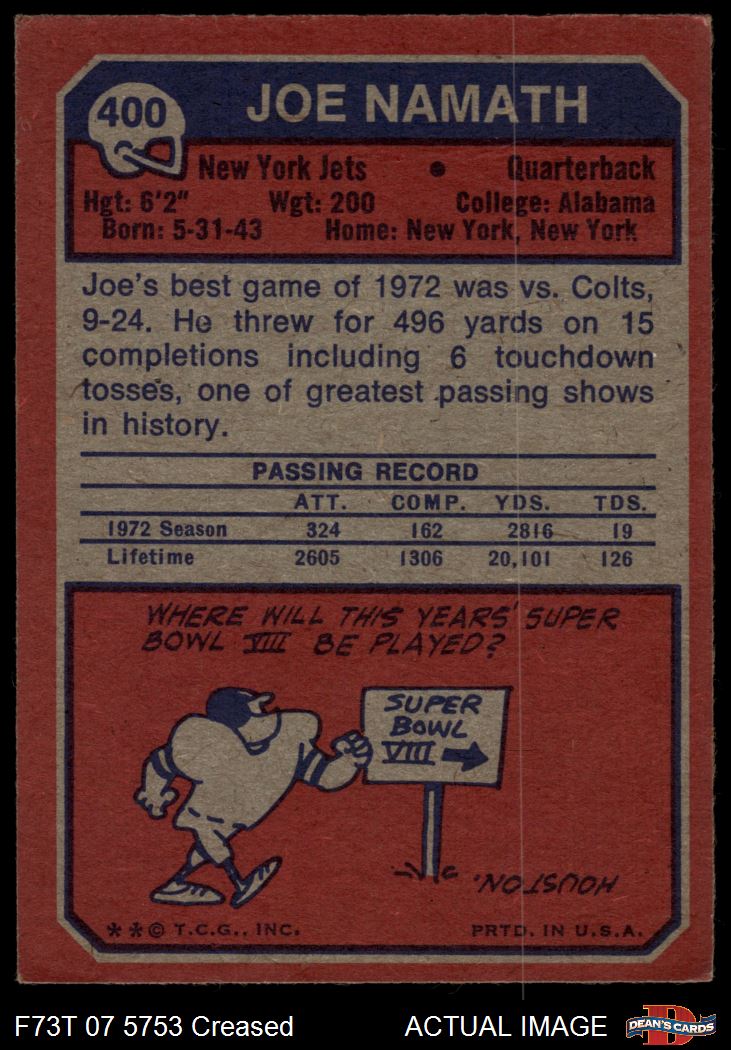 400
JOE NAMATH
New York Jets • Quarterback
Hgt: 6'2" Wgt: 200 College: Alabama
Born: 5-31-43 Home: New York, New York
Joe's best game of 1972 was vs. Colts,
9-24. He threw for 496 yards on 15
completions including 6 touchdown
tosses, one of greatest passing shows
in history.
PASSING RECORD
ATT. COMP. YDS. TDS.
1972 Season 324 162 2816 19
Lifetime 2605 1306 20,101 126
WHERE WILL THIS YEARS' SUPER
BOWL VIII BE PLAYED?
SUPER
BOWL
VIII
HOUSTON.
**© T.C.G., INC. PRTD. IN U.S.A.
F73T 07 5753 Creased ACTUAL IMAGE
DEAN'S CARDS